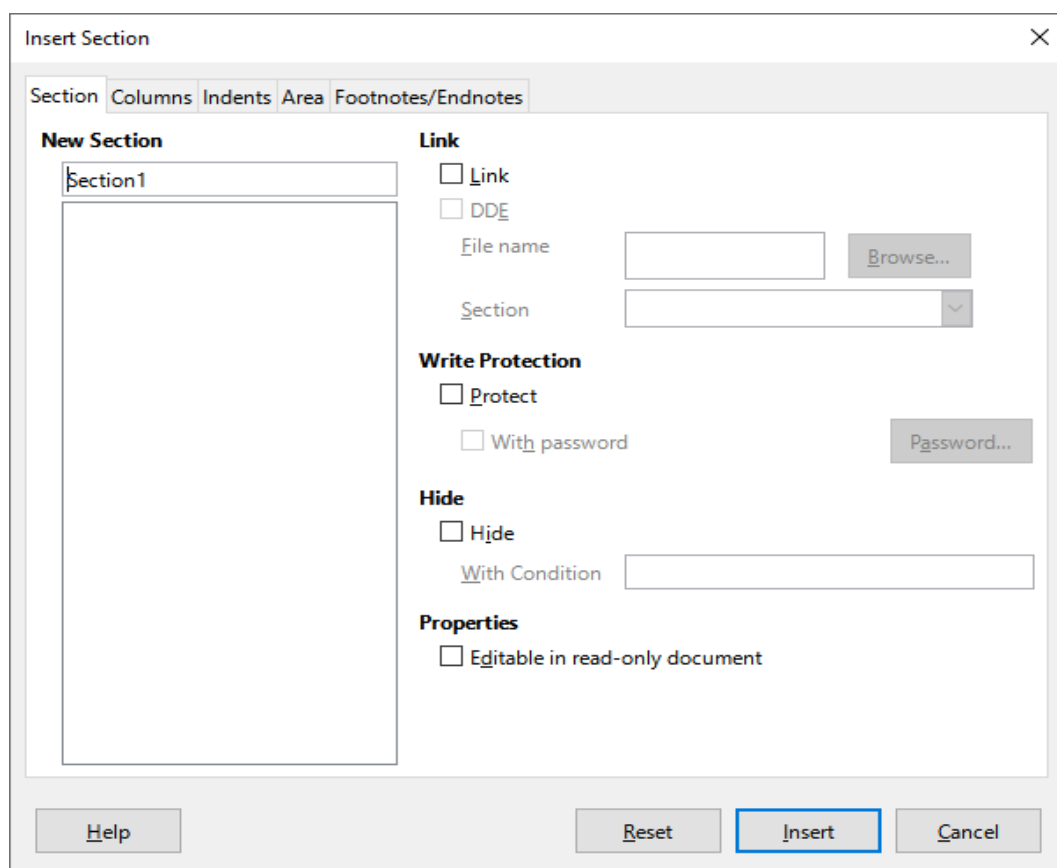 Insert Section
Section Columns Indents Area Footnotes/Endnotes
New Section
Section1
Link
Link
DDE
File name
Browse...
Section
Write Protection
Protect
With password
Password...
Hide
Hide
With Condition
Properties
Editable in read-only document
Help Reset Insert Cancel